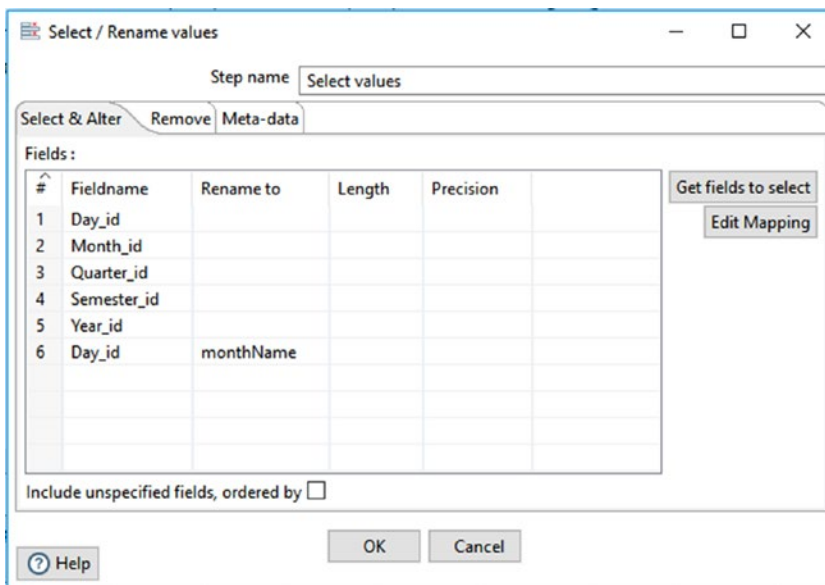 Select / Rename values
Step name Select values
Select & Alter Remove Meta-data
Fields :
# Fieldname Rename to Length Precision
Get fields to select
1 Day_id
Edit Mapping
2 Month_id
3 Quarter_id
4 Semester_id
5 Year_id
6 Day_id monthName
Include unspecified fields, ordered by
OK Cancel
? Help